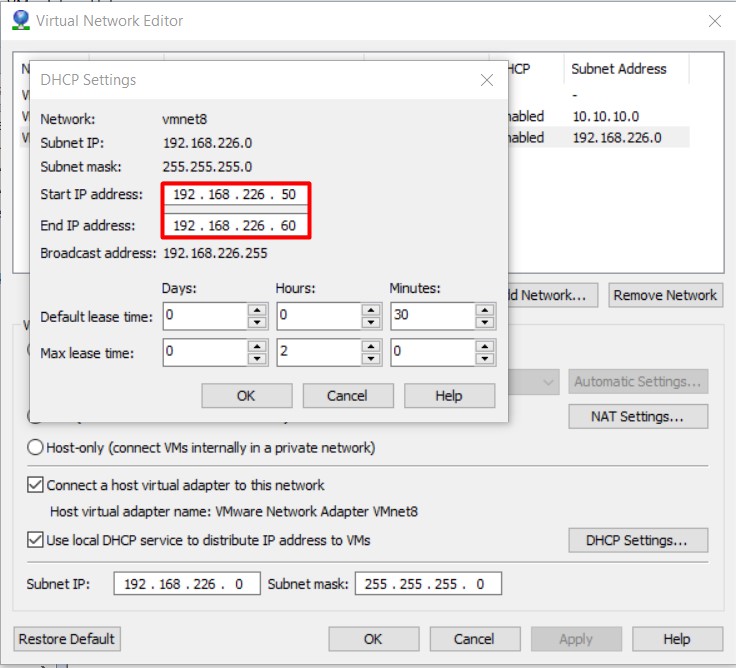 Virtual Network Editor
HCP Subnet Address
-
nabled 10.10.10.0
nabled 192.168.226.0
DHCP Settings
Network: vmnet8
Subnet IP: 192.168.226.0
Subnet mask: 255.255.255.0
Start IP address: 192 . 168 . 226 . 50
End IP address: 192 . 168 . 226 . 60
Broadcast address: 192.168.226.255
Days: Hours: Minutes:
Default lease time: 0 0 30
Max lease time: 0 2 0
OK Cancel Help
dd Network... Remove Network
Automatic Settings...
NAT Settings...
Host-only (connect VMs internally in a private network)
Connect a host virtual adapter to this network
Host virtual adapter name: VMware Network Adapter VMnet8
Use local DHCP service to distribute IP address to VMs
DHCP Settings...
Subnet IP: 192 . 168 . 226 . 0 Subnet mask: 255 . 255 . 255 . 0
Restore Default OK Cancel Apply Help